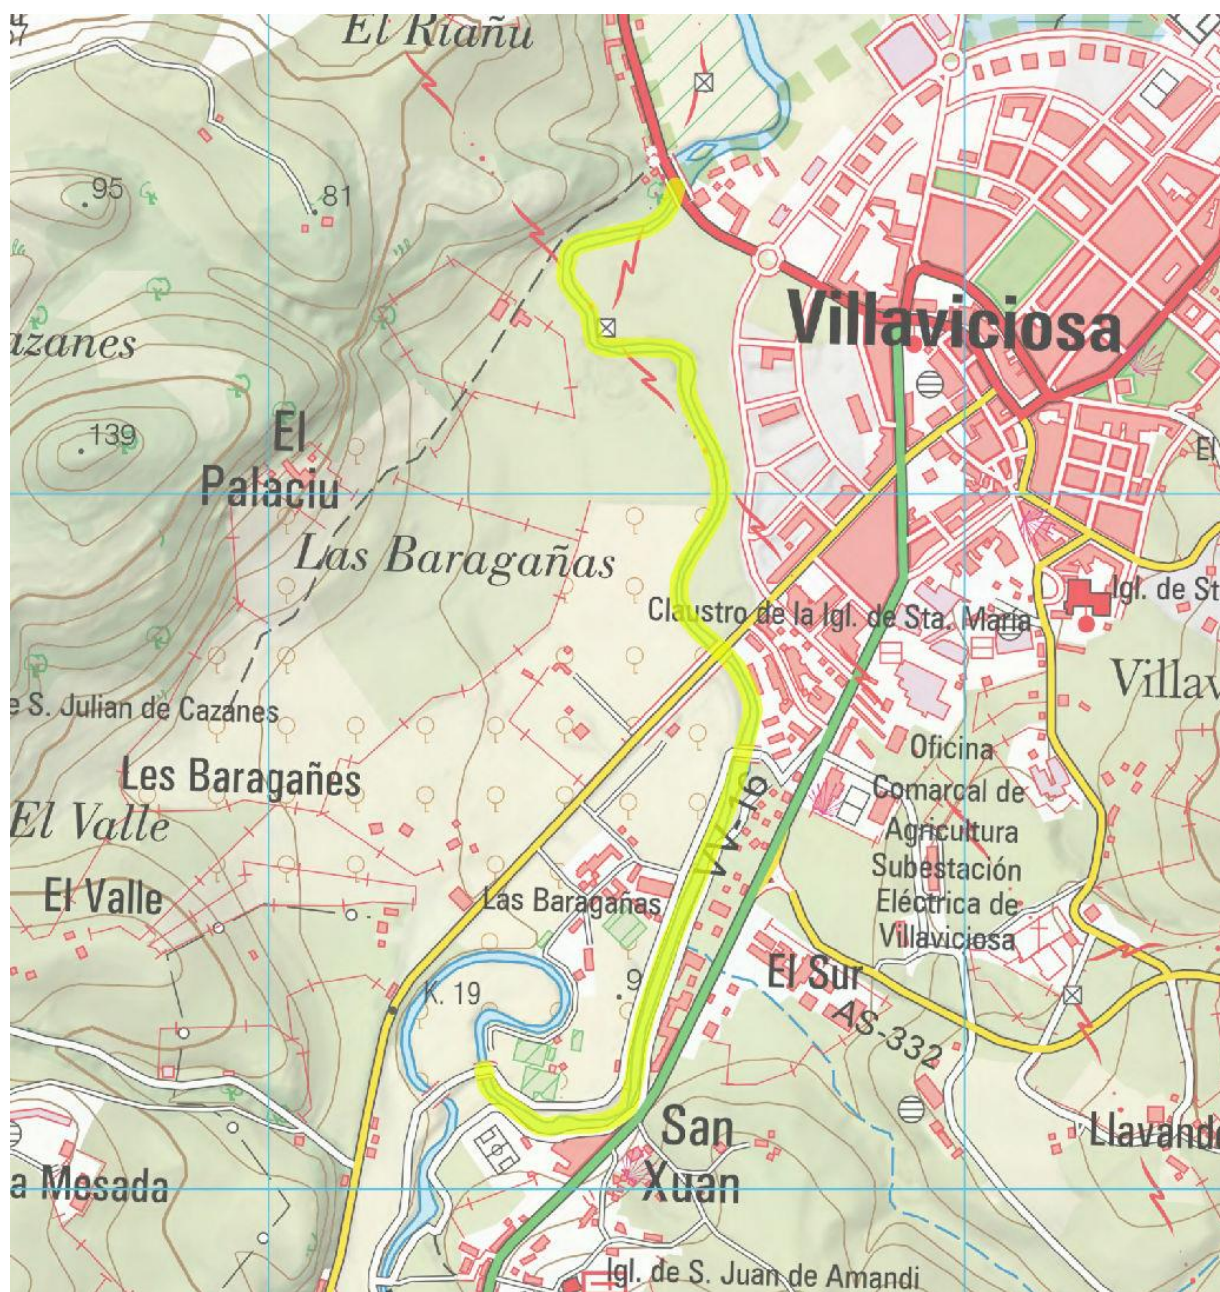 El Riañu
95
81
Villaviciosa
azanes
139
El
Palaciu
El
Las Baragañas
Igl. de St
Claustro de la Igl. de Sta. María
Villav
e S. Julian de Cazanes
Oficina
Les Baragañes
VV-16
Comarcal de
El Valle
Agricultura
Subestación
El Valle
Las Baragañas
Eléctrica de
Villaviciosa
El Sur
K. 19
9
AS-332
San
Xuan
Llavand
a Mesada
Igl. de S. Juan de Amandi